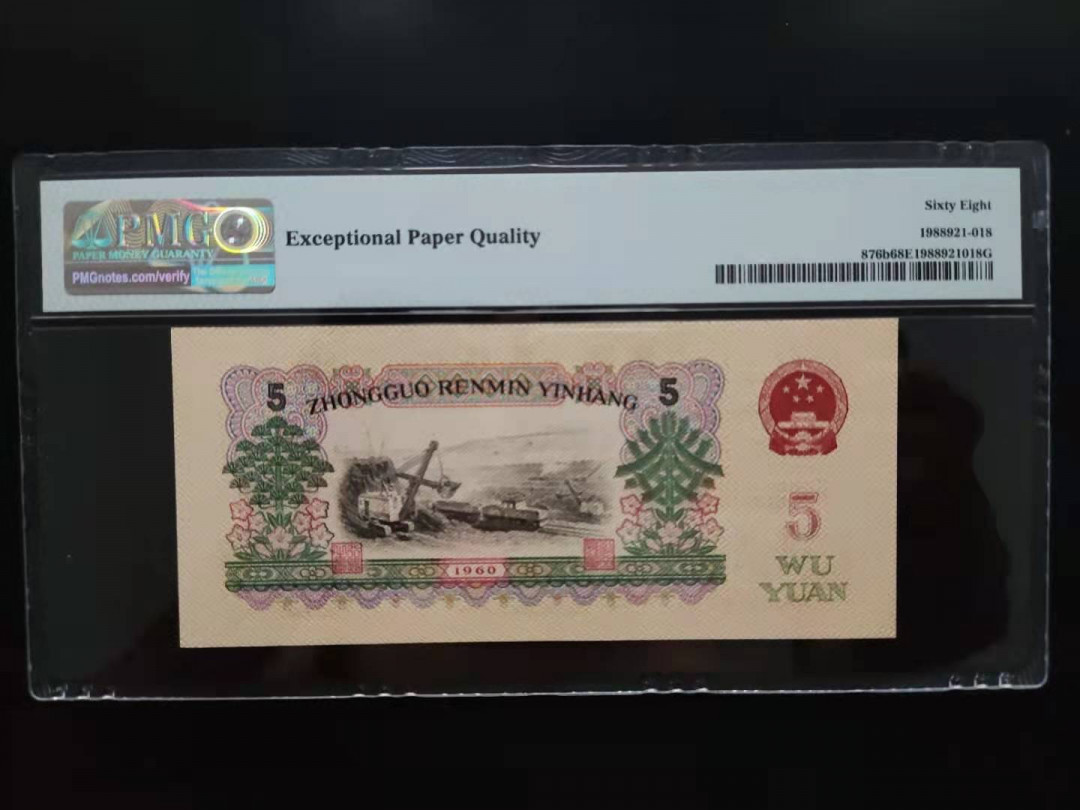 PMG
PAPER MONEY GUARANTY
PMGnotes.com/verify
Exceptional Paper Quality
Sixty Eight
1988921-018
876b68E1988921018G
5 ZHONGGUO RENMIN YINHANG 5
1960
5
WU
YUAN